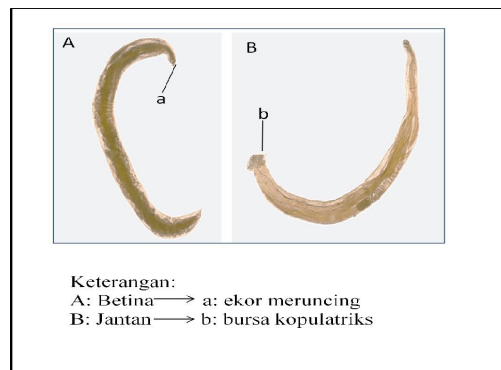 A
B
a
b
Keterangan:
A: Betina → a: ekor meruncing
B: Jantan → b: bursa kopulatriks